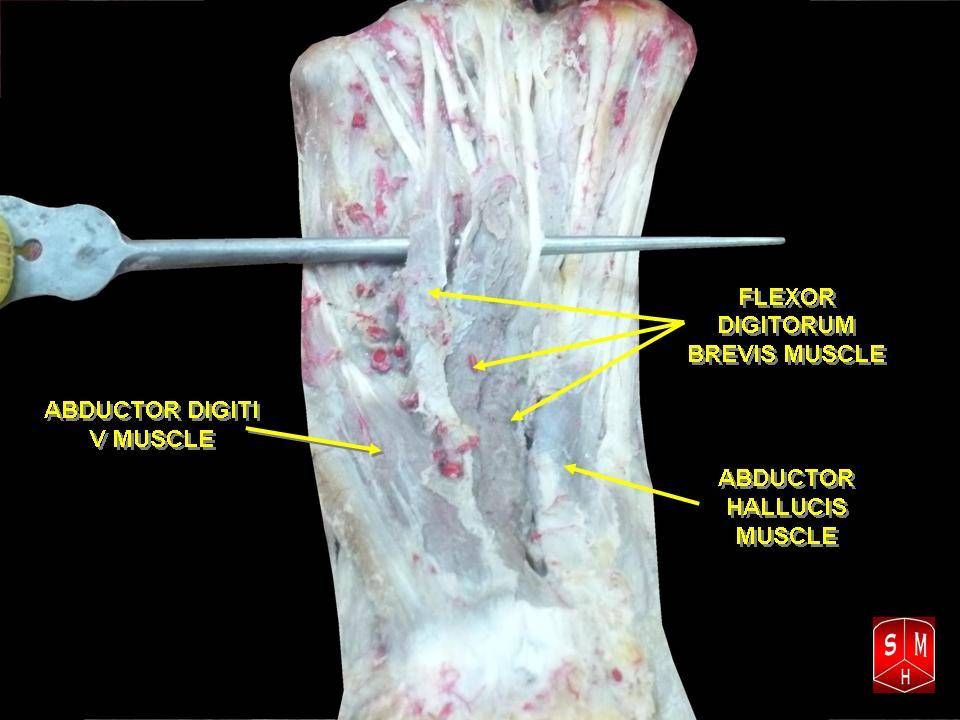 FLEXOR
DIGITORUM
BREVIS MUSCLE
ABDUCTOR DIGITI
V MUSCLE
ABDUCTOR
HALLUCIS
MUSCLE
S M
H